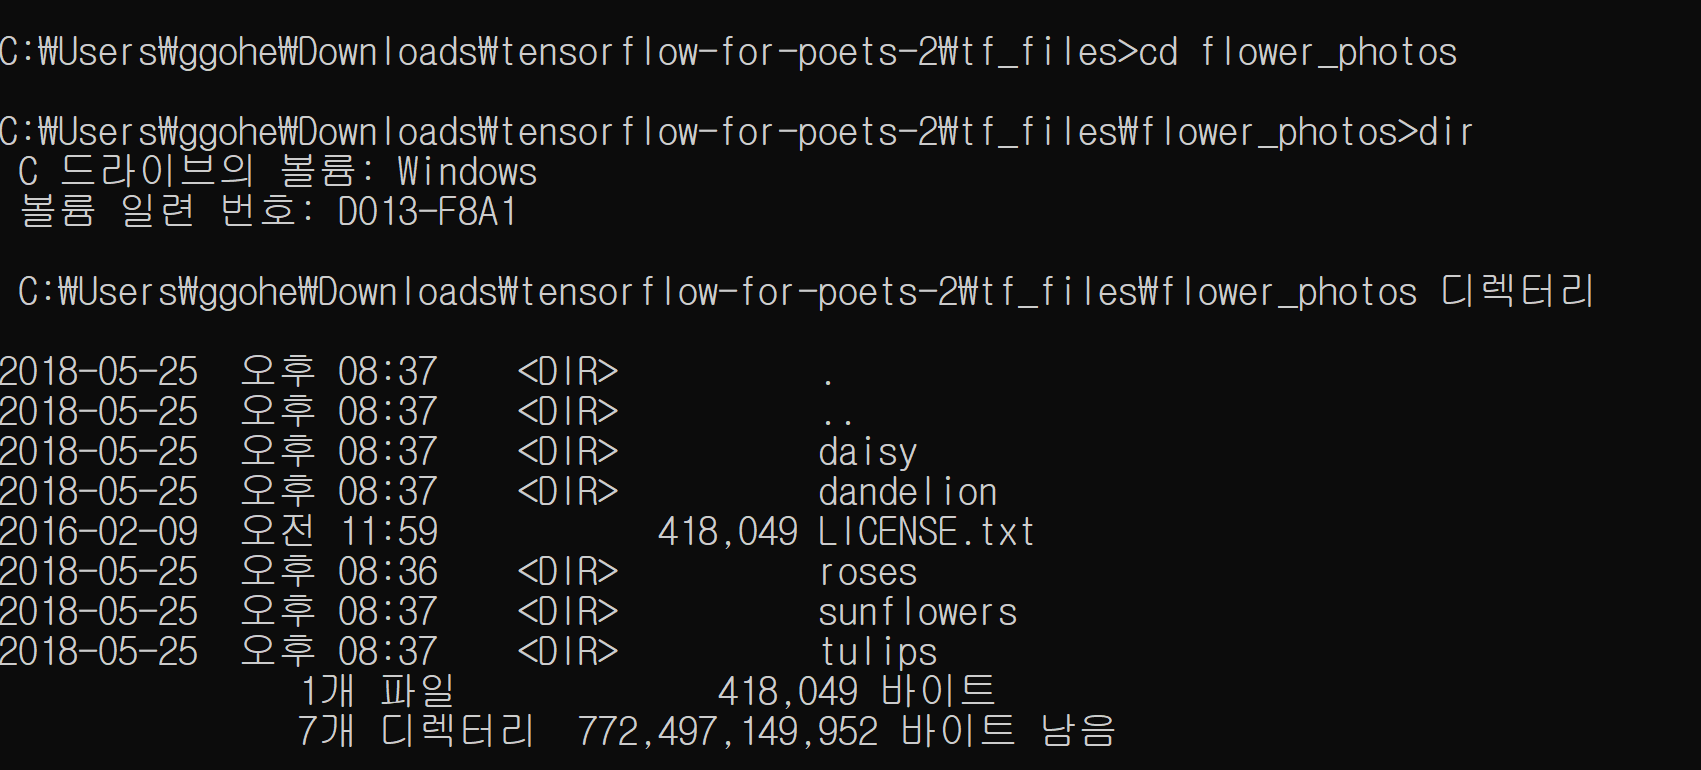 C:₩Users₩ggohe₩Downloads₩tensorflow-for-poets-2₩tf_files>cd flower_photos
C:₩Users₩ggohe₩Downloads₩tensorflow-for-poets-2₩tf_files₩flower_photos>dir
C 드라이브의 볼륨: Windows
볼륨 일련 번호: D013-F8A1
C:₩Users₩ggohe₩Downloads₩tensorflow-for-poets-2₩tf_files₩flower_photos 디렉터리
2018-05-25 오후 08:37 <DIR> .
2018-05-25 오후 08:37 <DIR> ..
2018-05-25 오후 08:37 <DIR> daisy
2018-05-25 오후 08:37 <DIR> dandelion
2016-02-09 오전 11:59 418,049 LICENSE.txt
2018-05-25 오후 08:36 <DIR> roses
2018-05-25 오후 08:37 <DIR> sunflowers
2018-05-25 오후 08:37 <DIR> tulips
1개 파일 418,049 바이트
7개 디렉터리 772,497,149,952 바이트 남음